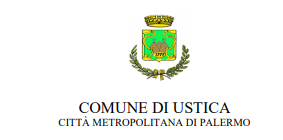 COMUNE DI USTICA
CITTÀ METROPOLITANA DI PALERMO